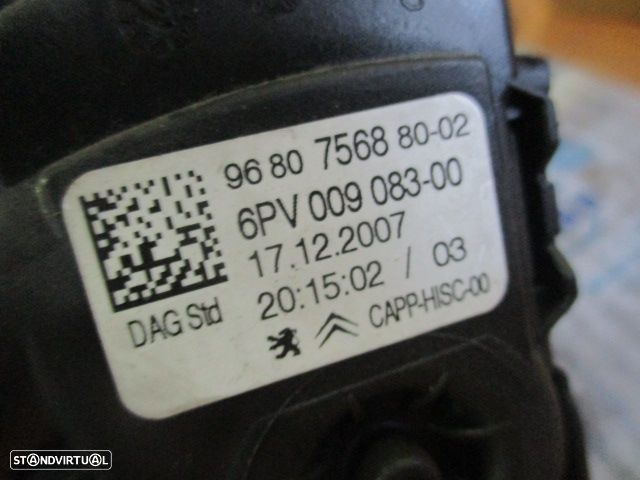 96 80 7568 80-02
6PV 009 083-00
17.12.2007
20:15:02 / 03
DAG Std
CAPP-HISC-00
STANDVIRTUAL